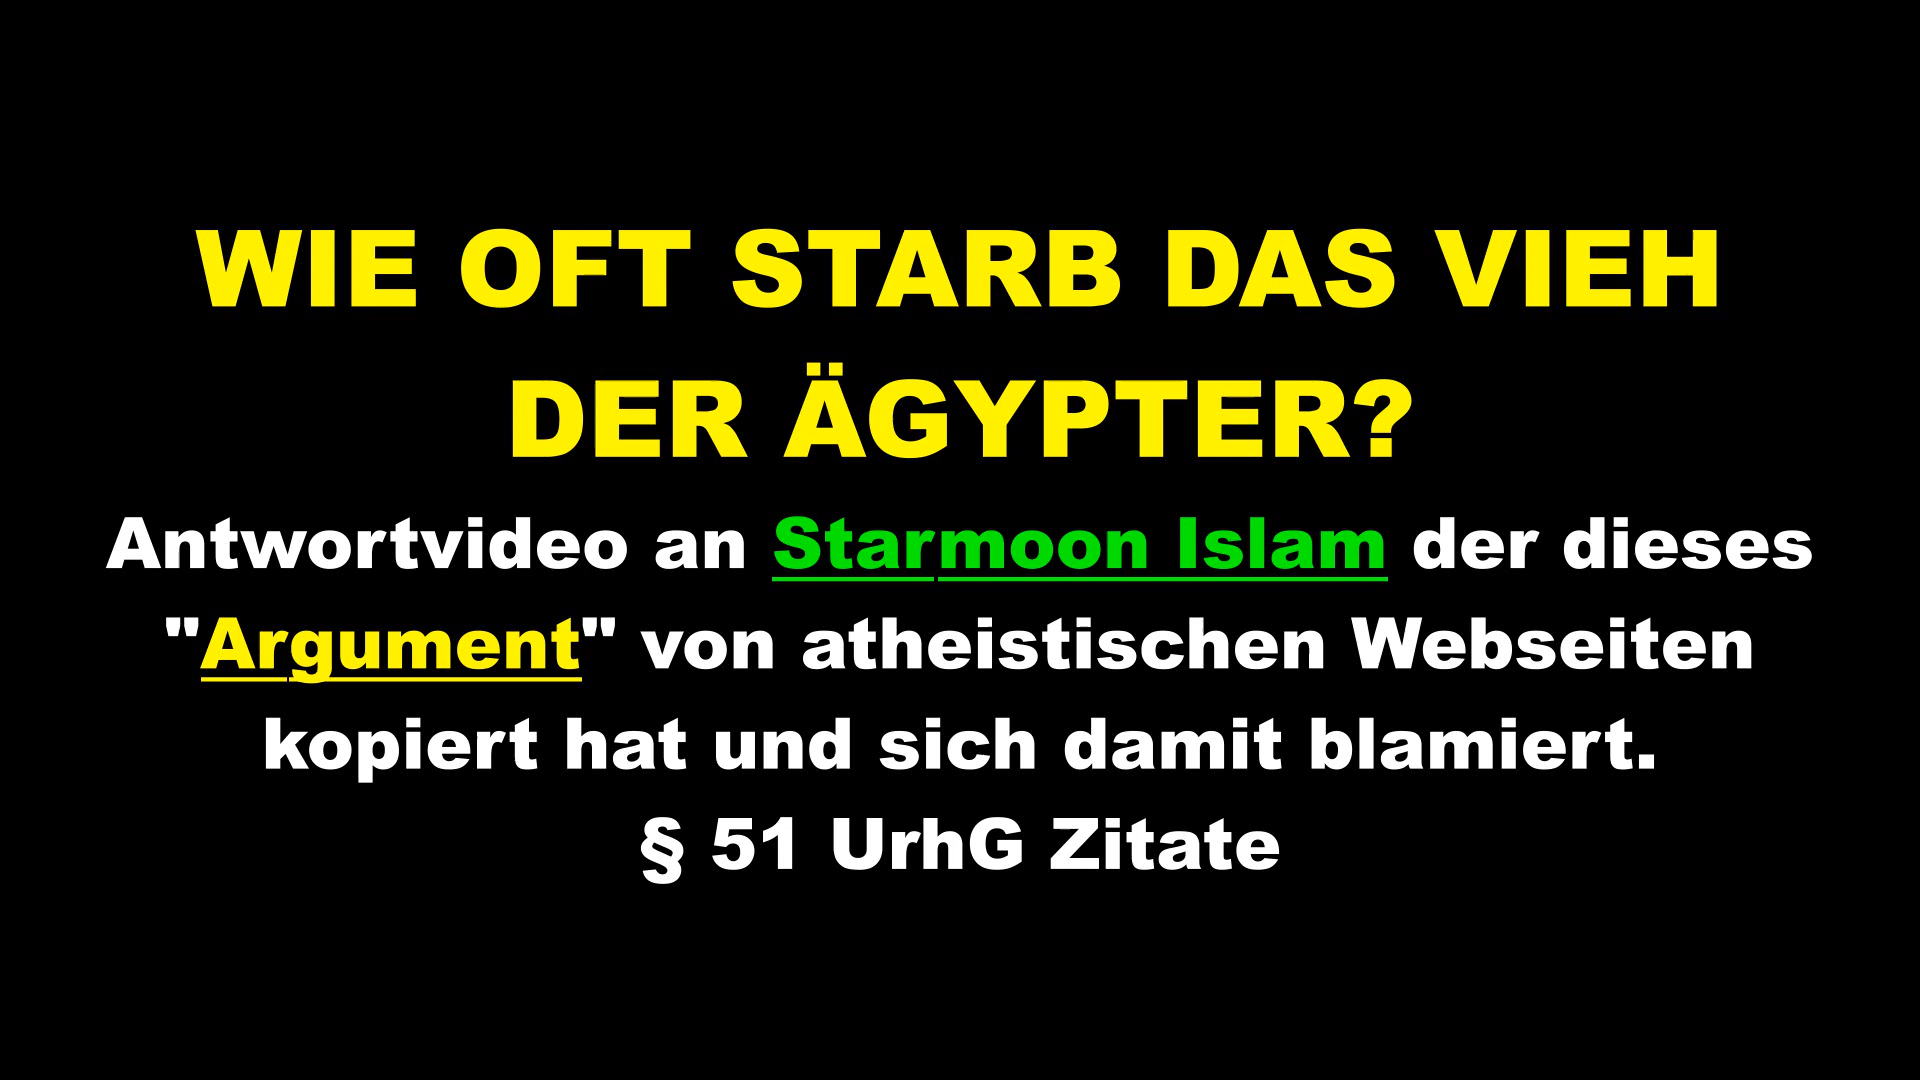 WIE OFT STARB DAS VIEH
DER ÄGYPTER?
Antwortvideo an Starmoon Islam der dieses
"Argument" von atheistischen Webseiten
kopiert hat und sich damit blamiert.
§ 51 UrhG Zitate